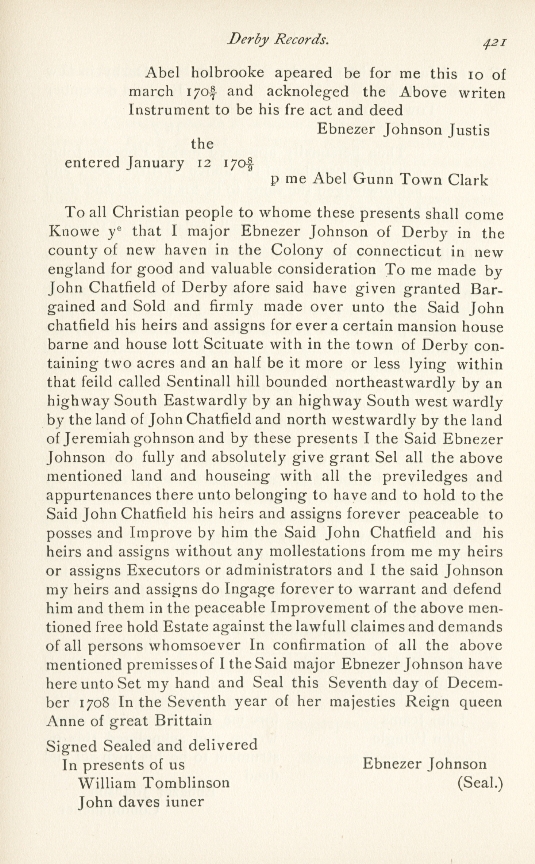 Derby Records. 421
Abel holbrooke apeared be for me this 10 of
march 170 6/7 and acknoleged the Above writen
Instrument to be his fre act and deed
Ebnezer Johnson Justis
the
entered January 12 170 8/9
p me Abel Gunn Town Clark
To all Christian people to whome these presents shall come
Knowe yᵉ that I major Ebnezer Johnson of Derby in the
county of new haven in the Colony of connecticut in new
england for good and valuable consideration To me made by
John Chatfield of Derby afore said have given granted Bar-
gained and Sold and firmly made over unto the Said John
chatfield his heirs and assigns for ever a certain mansion house
barne and house lott Scituate with in the town of Derby con-
taining two acres and an half be it more or less lying within
that feild called Sentinall hill bounded northeastwardly by an
highway South Eastwardly by an highway South west wardly
by the land of John Chatfield and north westwardly by the land
of Jeremiah gohnson and by these presents I the Said Ebnezer
Johnson do fully and absolutely give grant Sel all the above
mentioned land and houseing with all the previledges and
appurtenances there unto belonging to have and to hold to the
Said John Chatfield his heirs and assigns forever peaceable to
posses and Improve by him the Said John Chatfield and his
heirs and assigns without any mollestations from me my heirs
or assigns Executors or administrators and I the said Johnson
my heirs and assigns do Ingage forever to warrant and defend
him and them in the peaceable Improvement of the above men-
tioned free hold Estate against the lawfull claimes and demands
of all persons whomsoever In confirmation of all the above
mentioned premisses of I the Said major Ebnezer Johnson have
here unto Set my hand and Seal this Seventh day of Decem-
ber 1708 In the Seventh year of her majesties Reign queen
Anne of great Brittain
Signed Sealed and delivered
In presents of us Ebnezer Johnson
William Tomblinson (Seal.)
John daves iuner